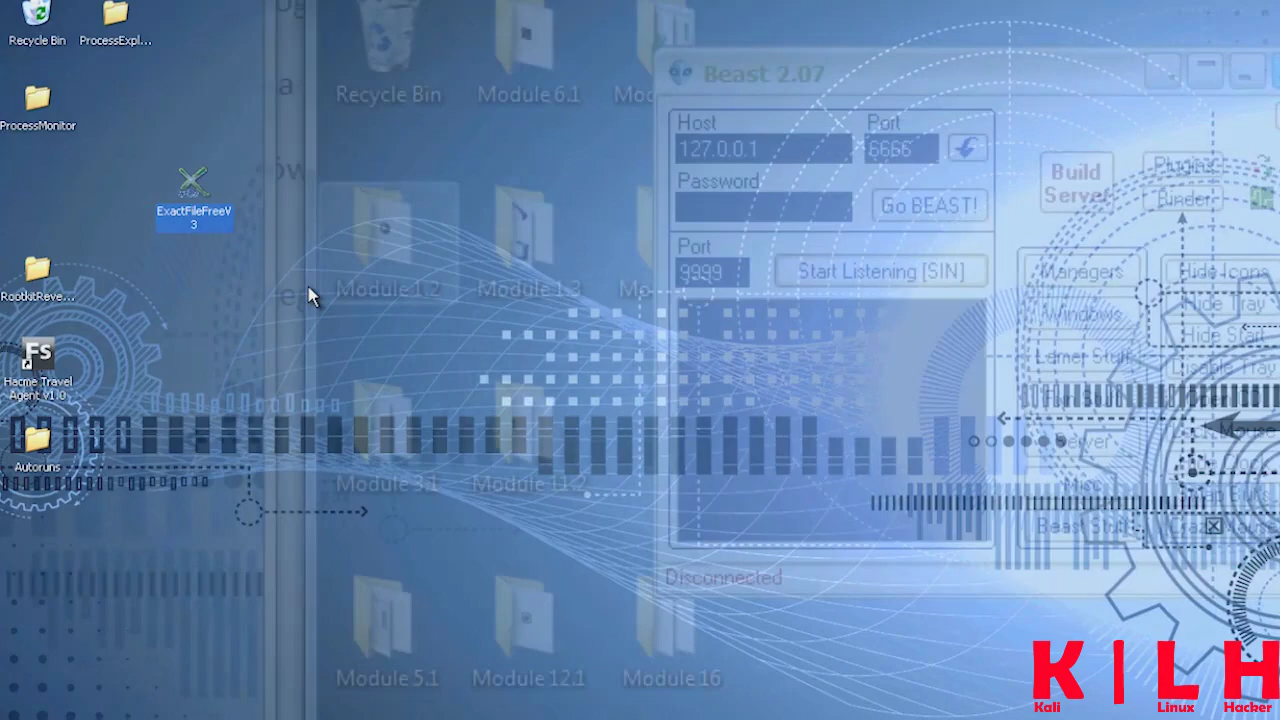 Recycle Bin
ProcessExpl...
ProcessMonitor
ExactFileFreeV
3
RootkitReve...
Hacme Travel
Agent v1.0
Autoruns
a
Recycle Bin
Module 6.1
Module 1.2
Module 1.3
Module 3.1
Module 11.2
Module 5.1
Module 12.1
Module 16
Beast 2.07
Host
Port
127.0.0.1
6666
Password
Go BEAST!
Port
9999
Start Listening [SIN]
Disconnected
Build
Server
Plugins
Binder
Managers
Hide Icons
Windows
Hide Tray
Hide Start
Lamer Stuff
Disable Tray
Misc
Beast Stuff
K | L H
Kali Linux Hacker